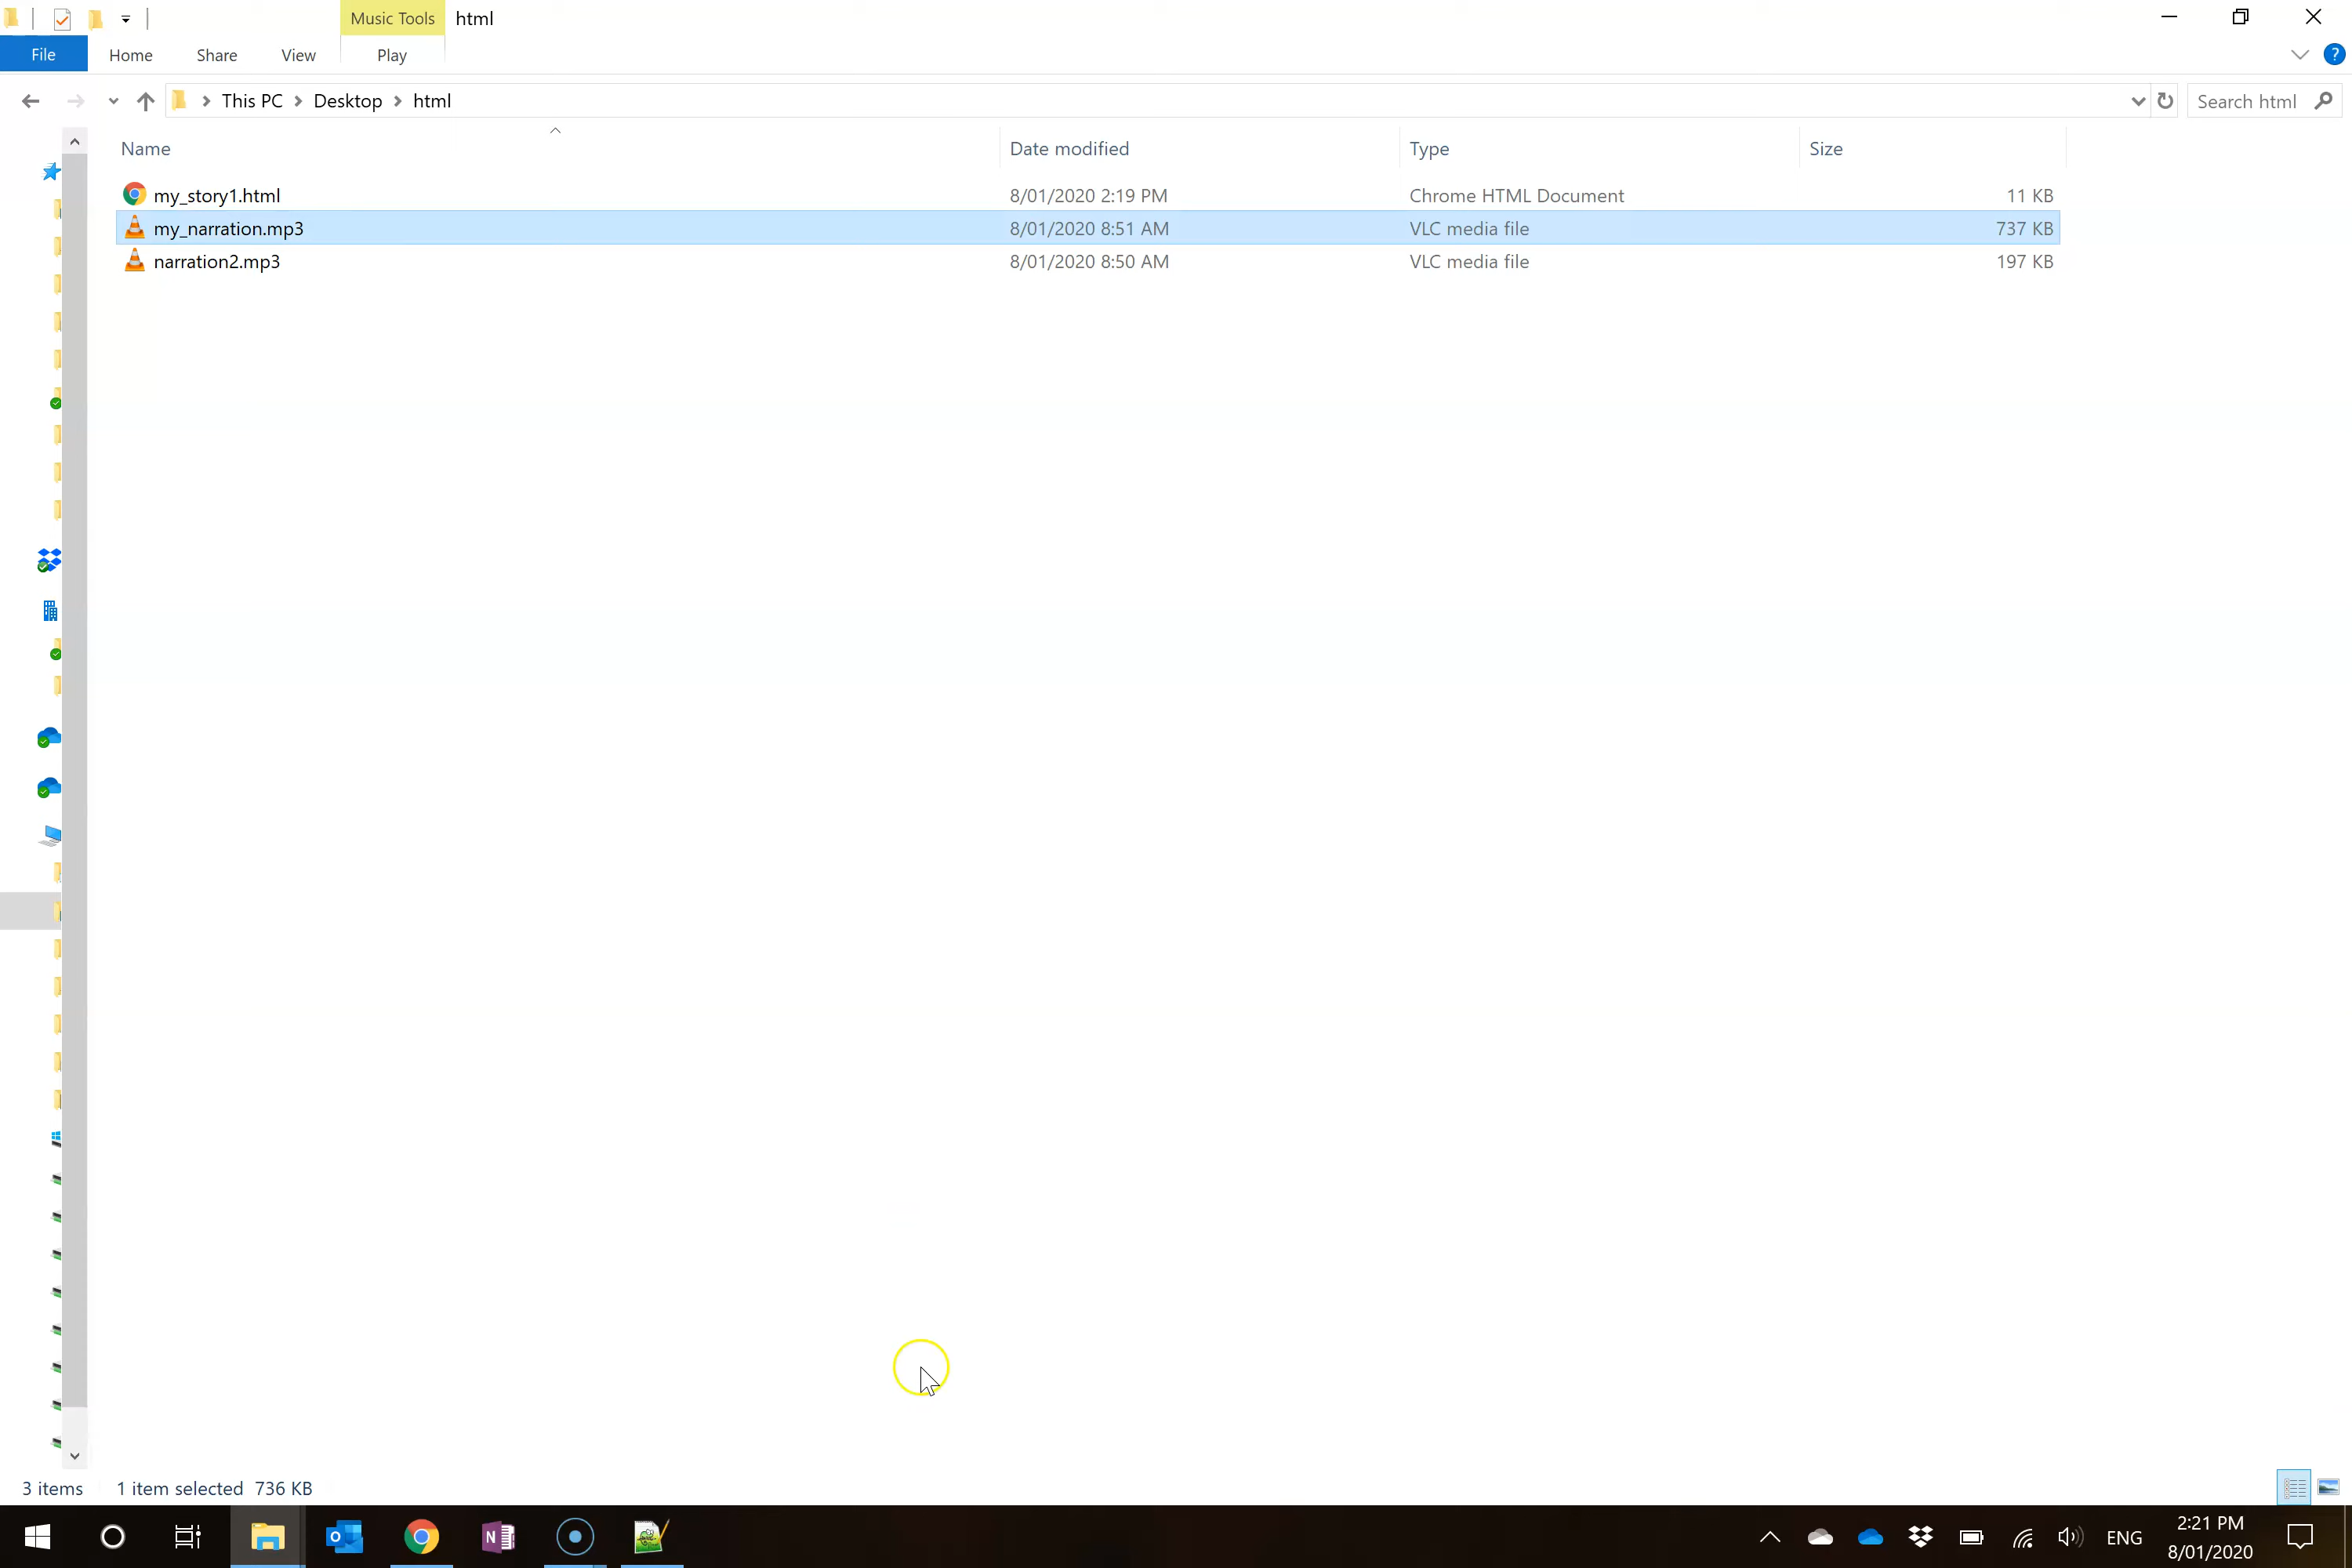 Music Tools html
File Home Share View Play
This PC Desktop html Search html
Name Date modified Type Size
my_story1.html 8/01/2020 2:19 PM Chrome HTML Document 11 KB
my_narration.mp3 8/01/2020 8:51 AM VLC media file 737 KB
narration2.mp3 8/01/2020 8:50 AM VLC media file 197 KB
3 items 1 item selected 736 KB
ENG 2:21 PM
8/01/2020